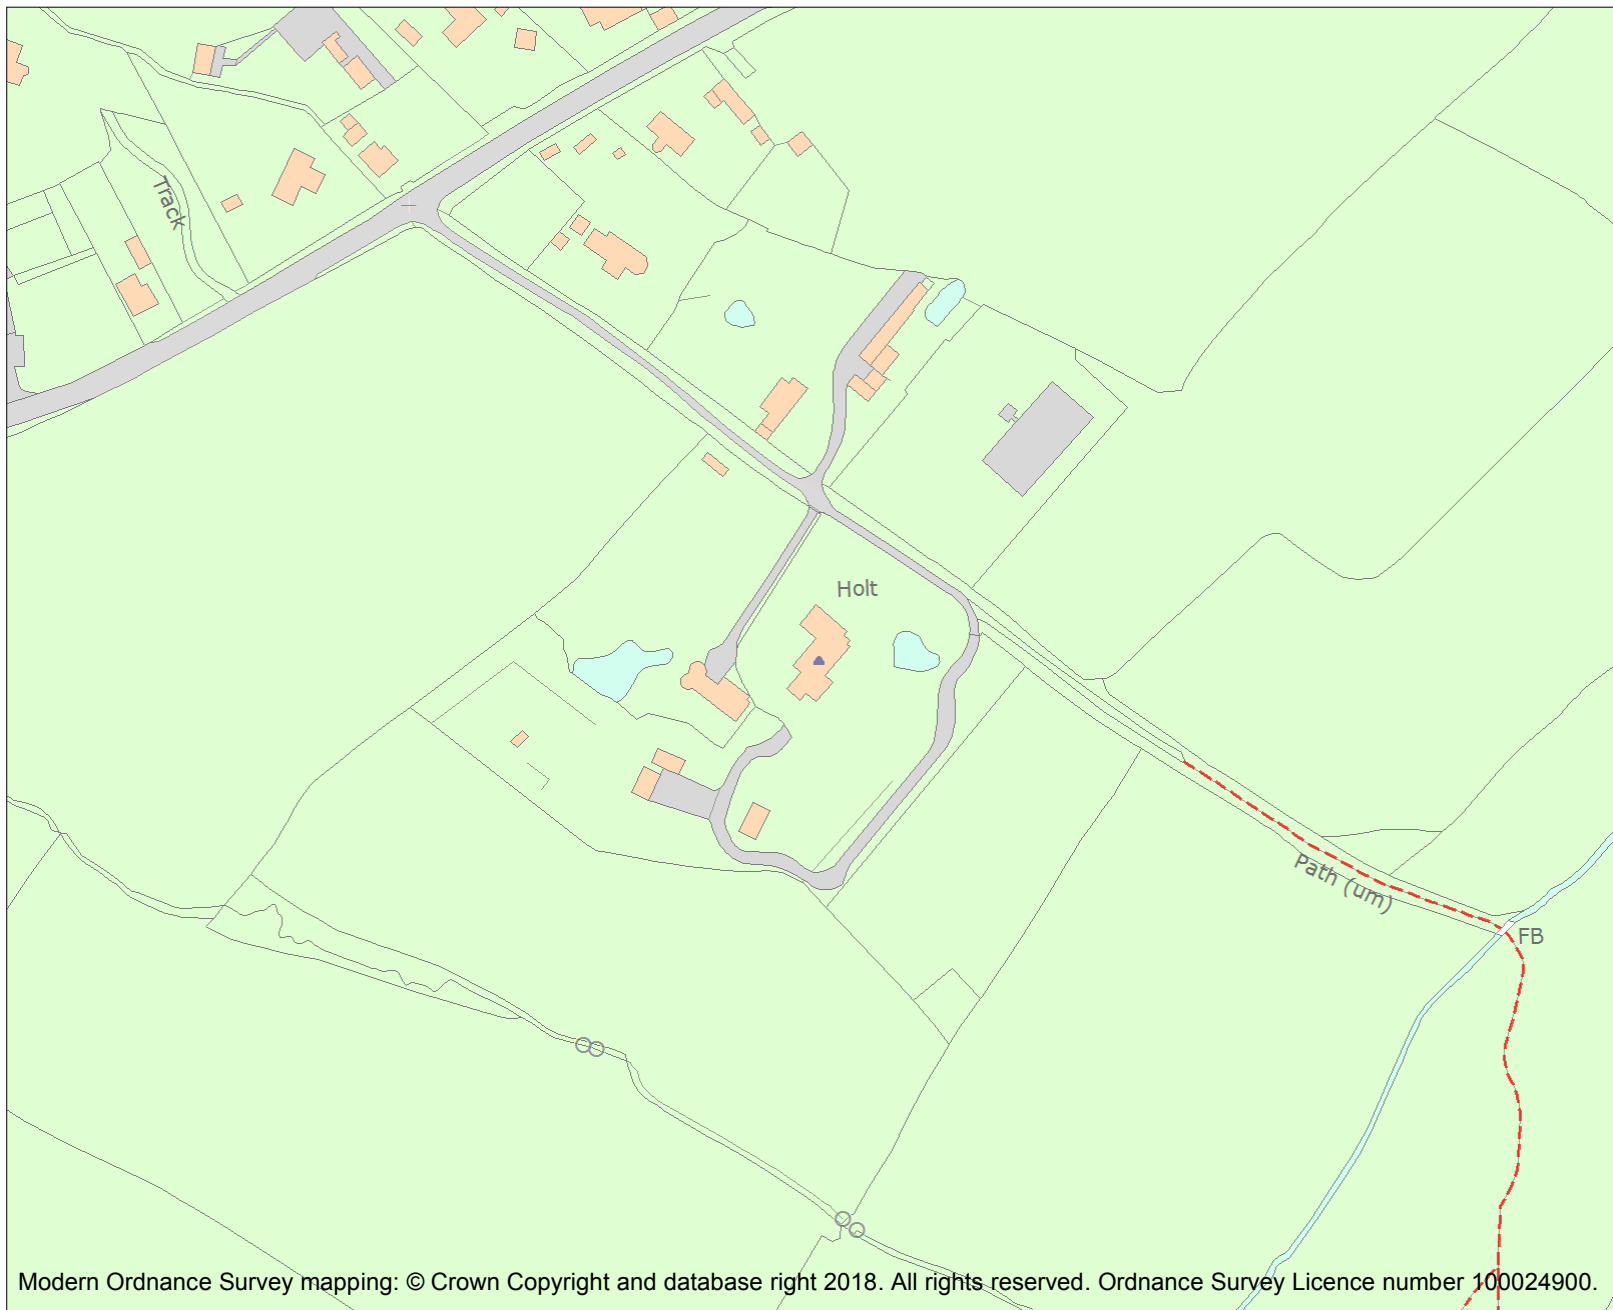 Track
Holt
Path (um)
FB
Modern Ordnance Survey mapping: © Crown Copyright and database right 2018. All rights reserved. Ordnance Survey Licence number 100024900.